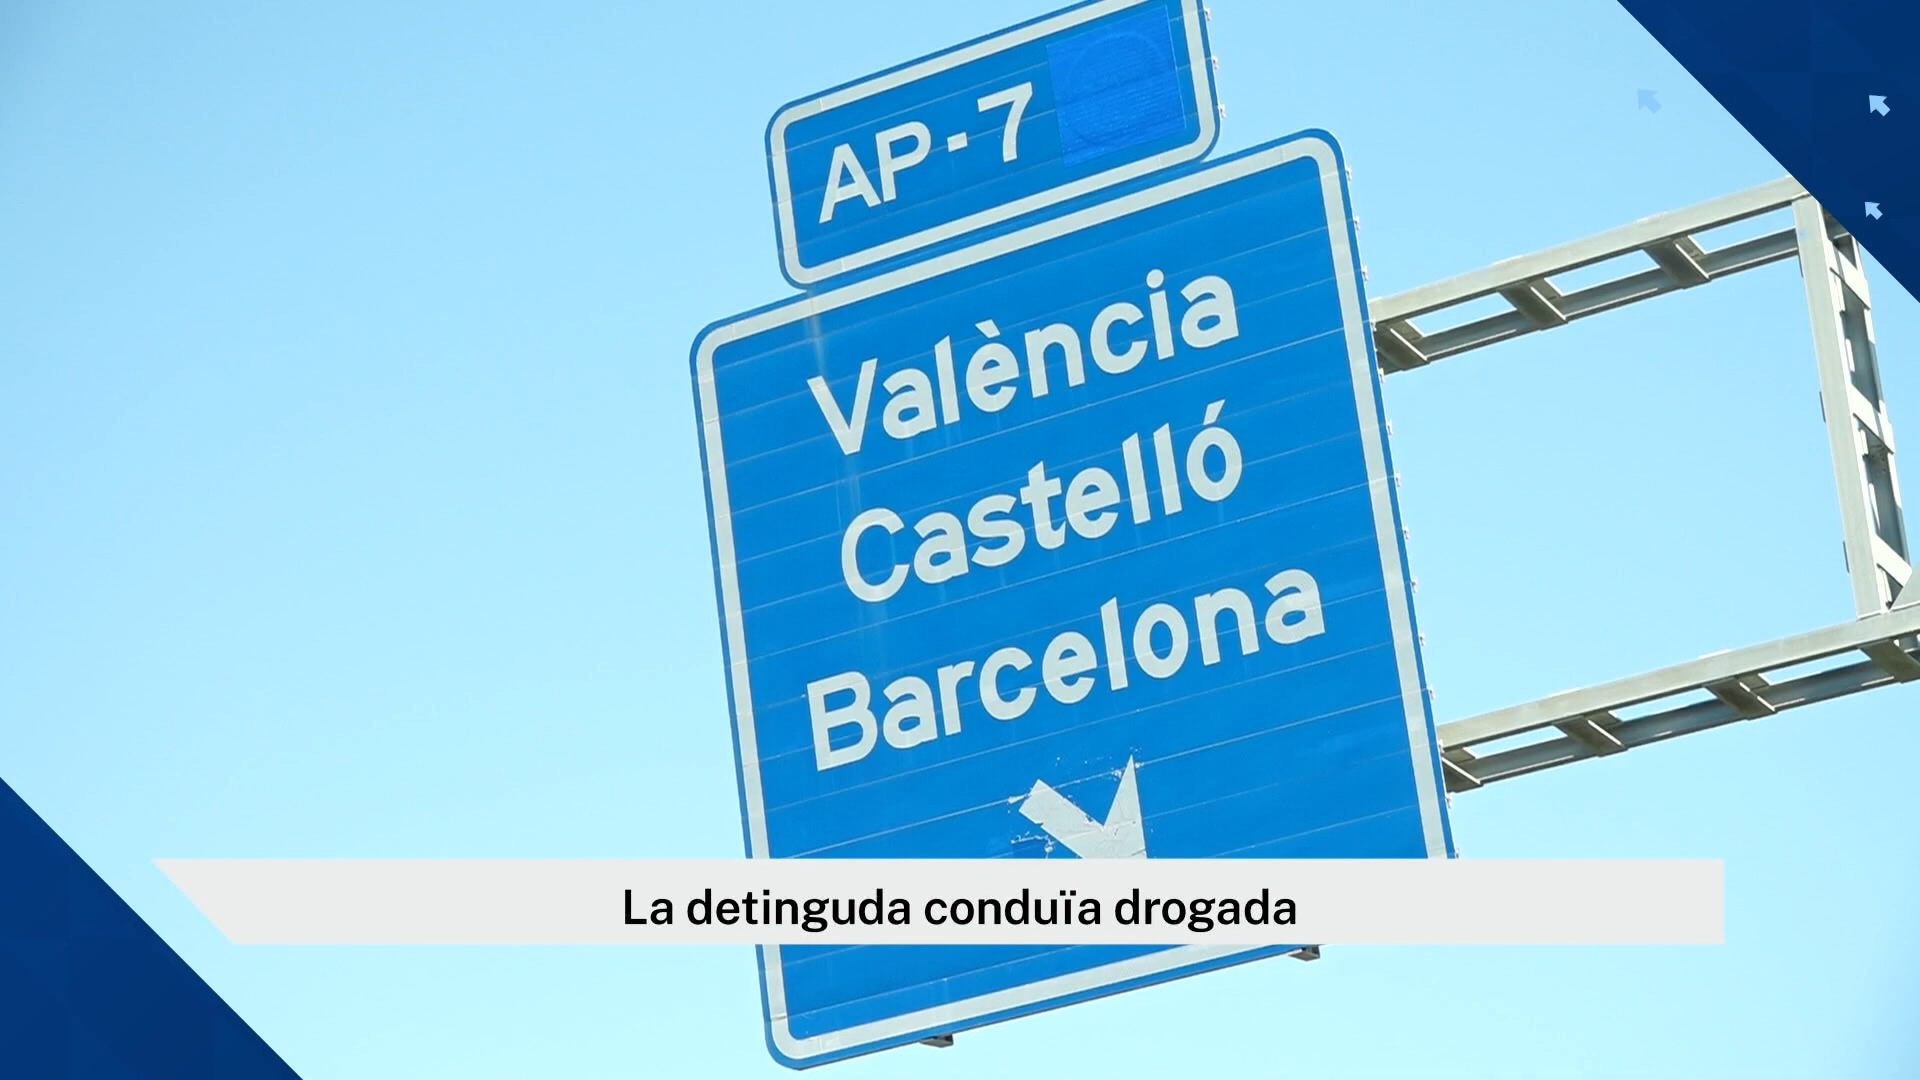 AP-7
València
Castelló
Barcelona
La detinguda conduïa drogada